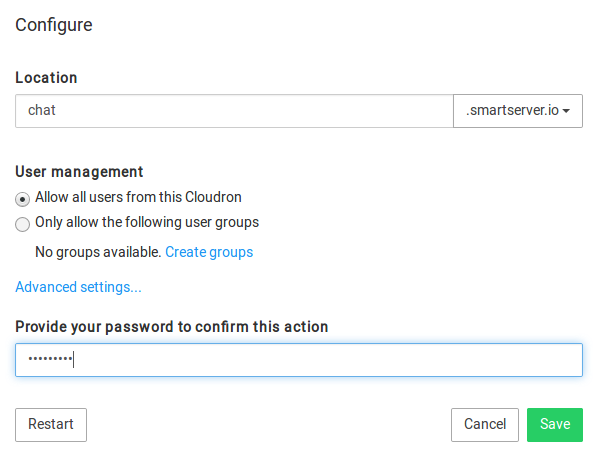 Configure
Location
chat .smartserver.io
User management
Allow all users from this Cloudron
Only allow the following user groups
No groups available. Create groups
Advanced settings...
Provide your password to confirm this action
•••••••••
Restart Cancel Save